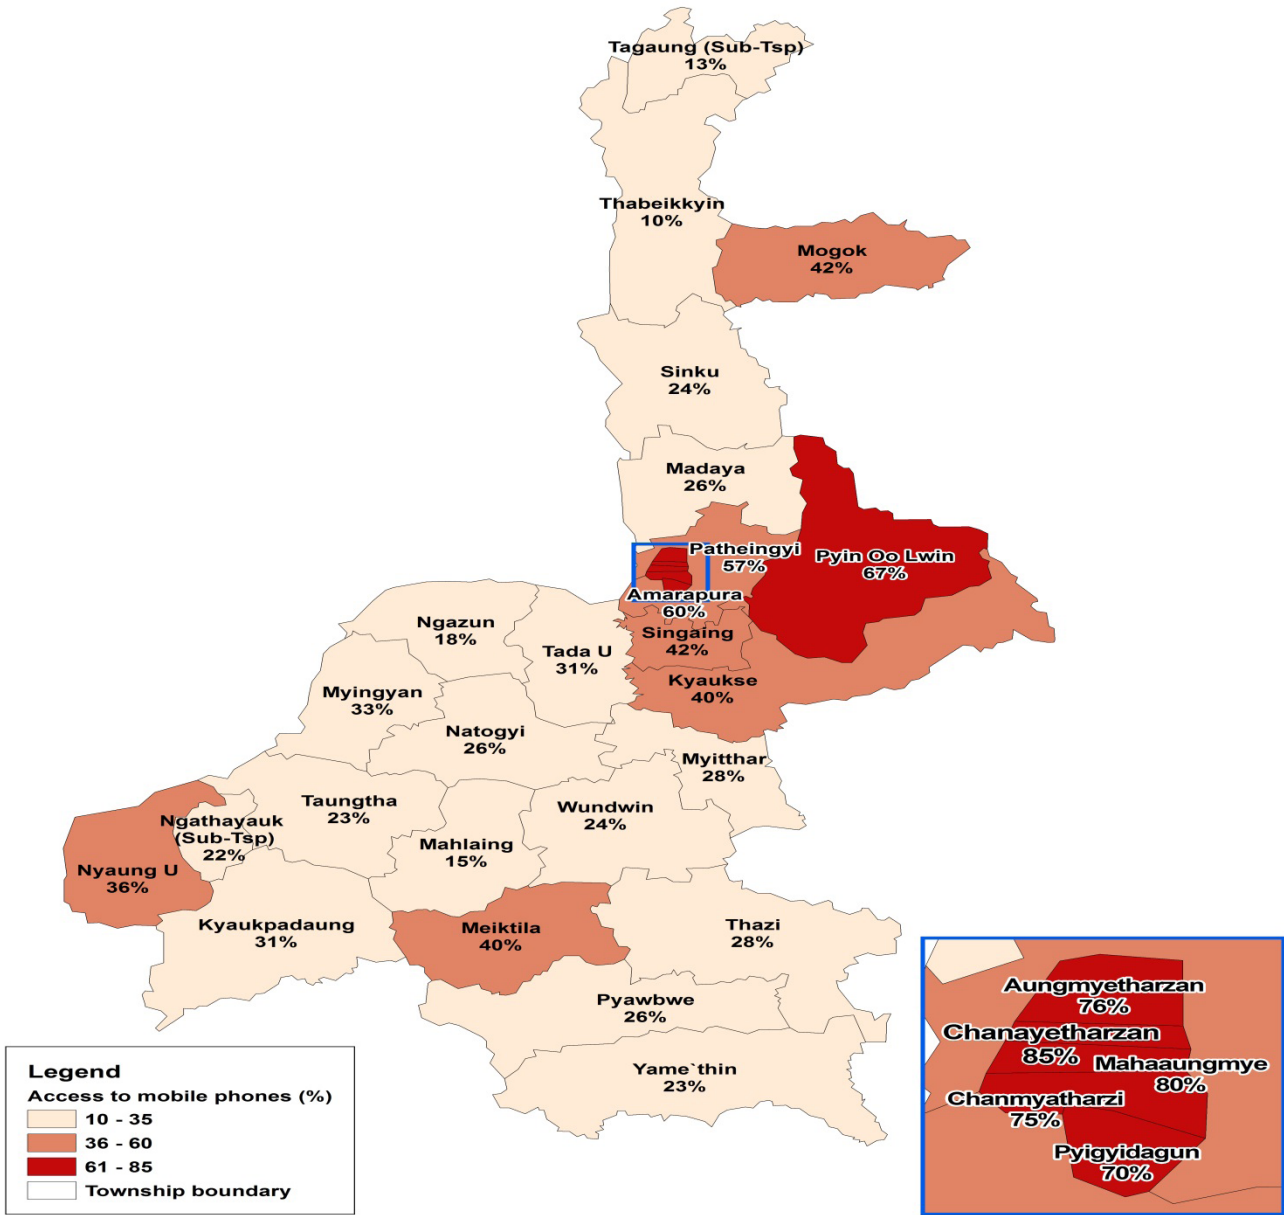 Tagaung (Sub-Tsp)
13%
Thabeikkyin
10%
Mogok
42%
Sinku
24%
Madaya
26%
Patheingyi
57%
Pyin Oo Lwin
67%
Amarapura
60%
Ngazun
18%
Tada U
31%
Singaing
42%
Kyaukse
40%
Myingyan
33%
Natogyi
26%
Myitthar
28%
Taungtha
23%
Wundwin
24%
Ngathayauk
(Sub-Tsp)
22%
Mahlaing
15%
Nyaung U
36%
Kyaukpadaung
31%
Meiktila
40%
Thazi
28%
Pyawbwe
26%
Yame`thin
23%
Legend
Access to mobile phones (%)
10 - 35
36 - 60
61 - 85
Township boundary
Aungmyetharzan
76%
Chanayetharzan
85%
Mahaaungmye
80%
Chanmyatharzi
75%
Pyigyidagun
70%